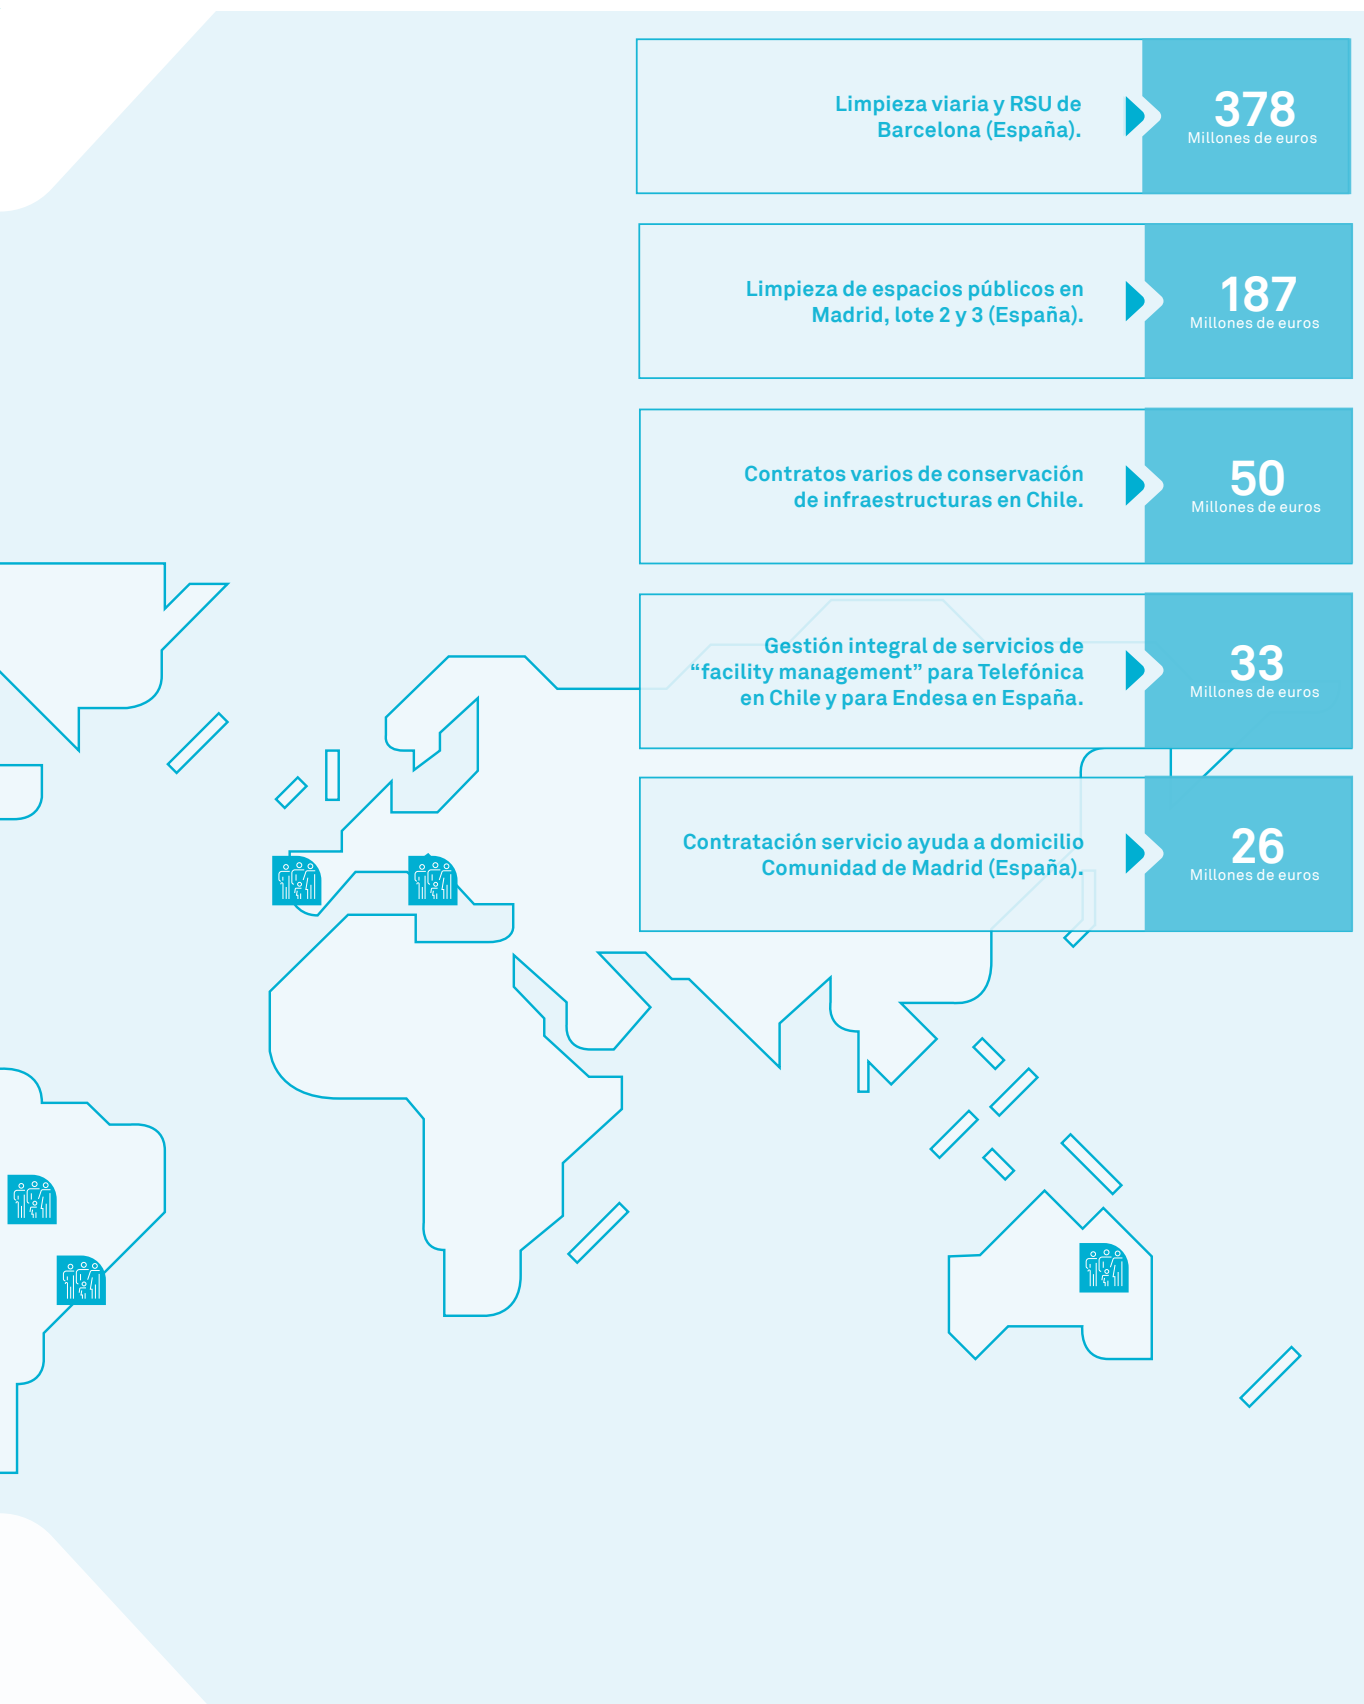 Limpieza viaria y RSU de
Barcelona (España).
378
Millones de euros
Limpieza de espacios públicos en
Madrid, lote 2 y 3 (España).
187
Millones de euros
Contratos varios de conservación
de infraestructuras en Chile.
50
Millones de euros
Gestión integral de servicios de
“facility management” para Telefónica
en Chile y para Endesa en España.
33
Millones de euros
Contratación servicio ayuda a domicilio
Comunidad de Madrid (España).
26
Millones de euros